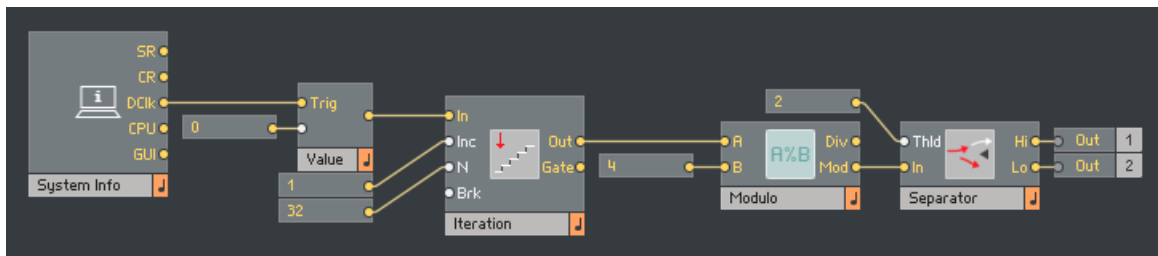 SR
CR
DClk
CPU
GUI
System Info
0
Trig
Value
1
32
In
Inc
N
Brk
Out
Gate
Iteration
4
A
B
A%B
Div
Mod
Modulo
2
Thld
In
Hi
Lo
Separator
Out 1
Out 2